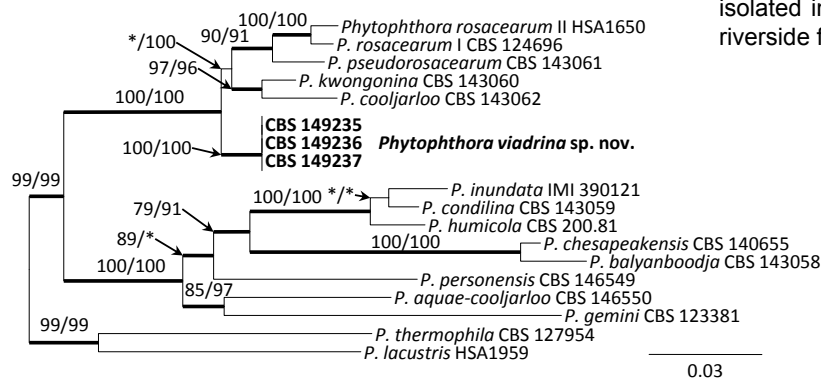 isolated in
riverside f
100/100
Phytophthora rosacearum II HSA1650
90/91
P. rosacearum I CBS 124696
*/100
P. pseudorosacearum CBS 143061
97/96
P. kwongonina CBS 143060
P. cooljarloo CBS 143062
100/100
CBS 149235
CBS 149236 Phytophthora viadrina sp. nov.
CBS 149237
100/100
99/99
P. inundata IMI 390121
100/100 */*
P. condilina CBS 143059
79/91
P. humicola CBS 200.81
89/*
100/100
P. chesapeakensis CBS 140655
P. balyanboodja CBS 143058
100/100
P. personensis CBS 146549
85/97
P. aquae-cooljarloo CBS 146550
P. gemini CBS 123381
99/99
P. thermophila CBS 127954
P. lacustris HSA1959
0.03